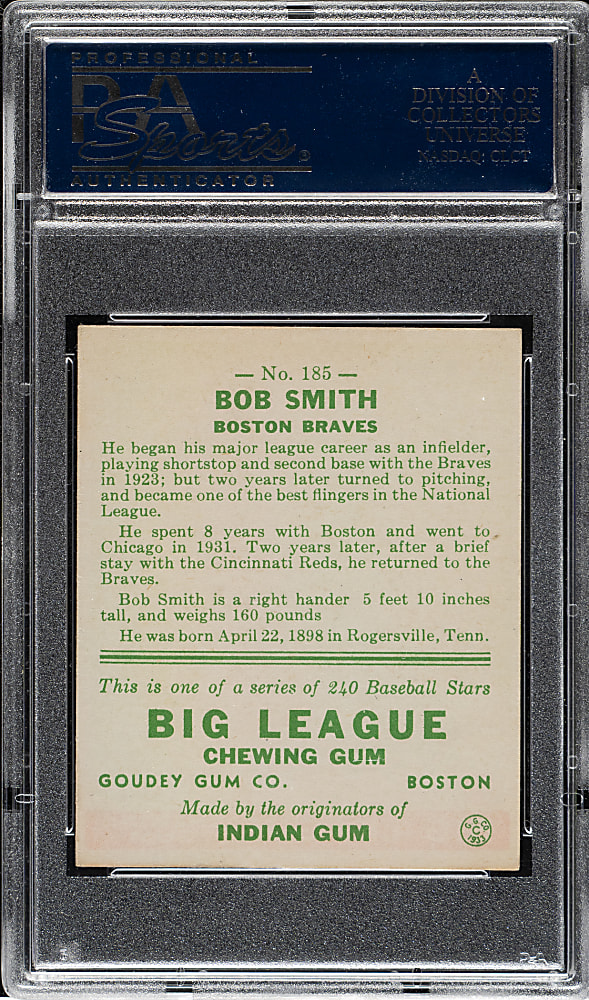 PROFESSIONAL
PSA
Sports
AUTHENTICATOR
A
DIVISION OF
COLLECTORS
UNIVERSE
NASDAQ: CLCT
— No. 185 —
BOB SMITH
BOSTON BRAVES
He began his major league career as an infielder,
playing shortstop and second base with the Braves
in 1923; but two years later turned to pitching,
and became one of the best flingers in the National
League.
He spent 8 years with Boston and went to
Chicago in 1931. Two years later, after a brief
stay with the Cincinnati Reds, he returned to the
Braves.
Bob Smith is a right hander 5 feet 10 inches
tall, and weighs 160 pounds
He was born April 22, 1898 in Rogersville, Tenn.
This is one of a series of 240 Baseball Stars
BIG LEAGUE
CHEWING GUM
GOUDEY GUM CO. BOSTON
Made by the originators of
INDIAN GUM
G. G. CO.
C
1933
PSA